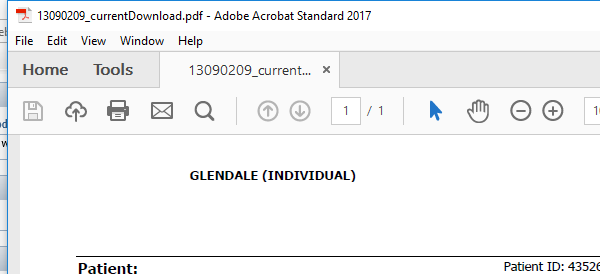 13090209_currentDownload.pdf - Adobe Acrobat Standard 2017
File Edit View Window Help
Home Tools 13090209_current... ×
1 / 1
GLENDALE (INDIVIDUAL)
Patient: Patient ID: 4352